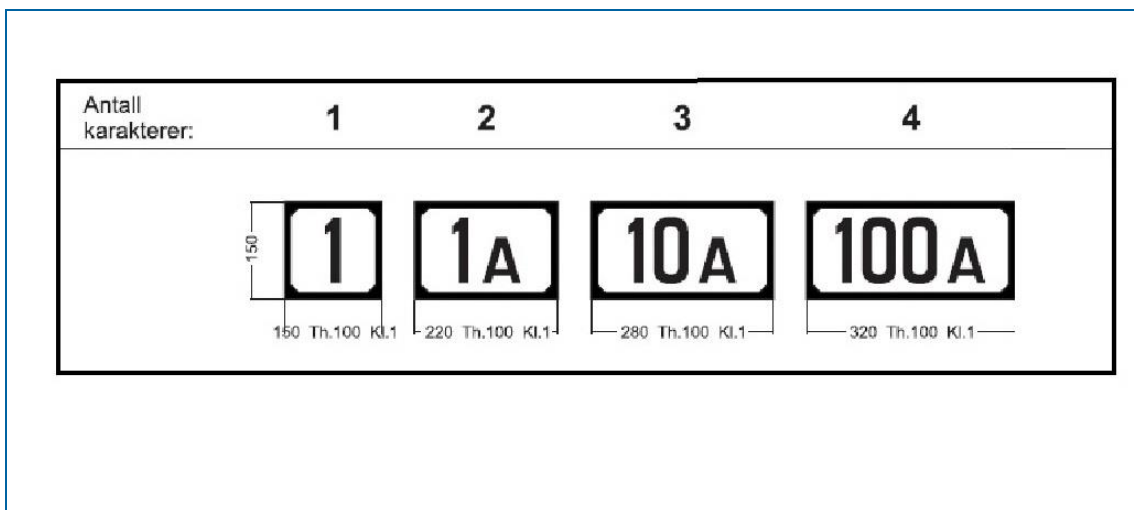 Antall
karakterer: 1 2 3 4
150
1 1A 10A 100A
150 Th.100 Kl.1 220 Th.100 Kl.1 280 Th.100 Kl.1 320 Th.100 Kl.1